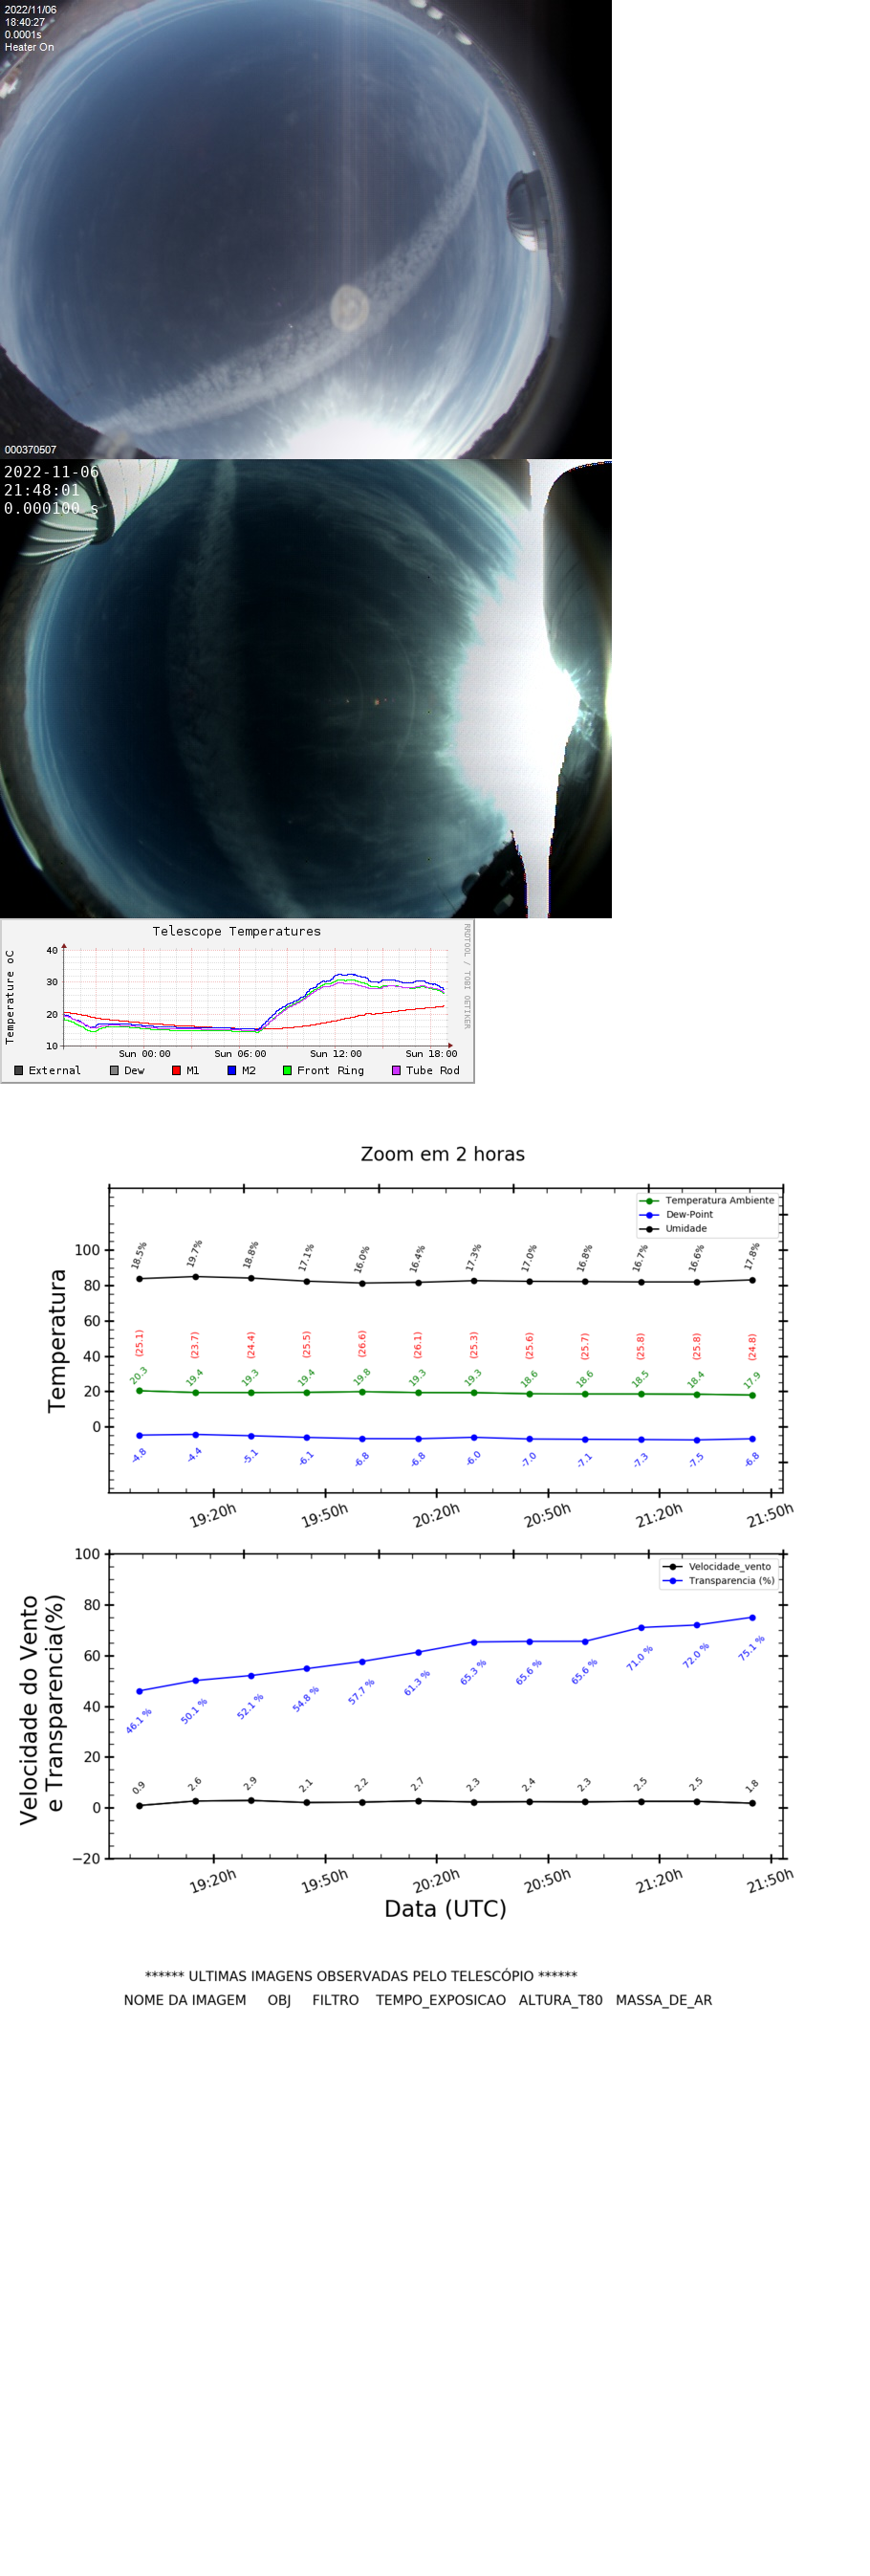 2022/11/06
18:40:27
0.0001s
Heater On
000370507
2022-11-06
21:48:01
0.000100 s
Telescope Temperatures
RRDTOOL / TOBI OETIKER
Temperature oC
40
30
20
10
Sun 00:00 Sun 06:00 Sun 12:00 Sun 18:00
External Dew M1 M2 Front Ring Tube Rod
Zoom em 2 horas
Temperatura Ambiente
Dew-Point
Umidade
Temperatura
100
80
60
40
20
0
18.5% 19.7% 18.8% 17.1% 16.0% 16.4% 17.3% 17.0% 16.8% 16.7% 16.6% 17.8%
(25.1) (23.7) (24.4) (25.5) (26.6) (26.1) (25.3) (25.6) (25.7) (25.8) (25.8) (24.8)
20.3 19.4 19.3 19.4 19.8 19.3 19.3 18.6 18.6 18.5 18.4 17.9
-4.8 -4.4 -5.1 -6.1 -6.8 -6.8 -6.0 -7.0 -7.1 -7.3 -7.5 -6.8
19:20h 19:50h 20:20h 20:50h 21:20h 21:50h
Velocidade_vento
Transparencia (%)
Velocidade do Vento
e Transparencia(%)
100
80
60
40
20
0
−20
46.1 % 50.1 % 52.1 % 54.8 % 57.7 % 61.3 % 65.3 % 65.6 % 65.6 % 71.0 % 72.0 % 75.1 %
0.9 2.6 2.9 2.1 2.2 2.7 2.3 2.4 2.3 2.5 2.5 1.8
19:20h 19:50h 20:20h 20:50h 21:20h 21:50h
Data (UTC)
****** ULTIMAS IMAGENS OBSERVADAS PELO TELESCÓPIO ******
NOME DA IMAGEM OBJ FILTRO TEMPO_EXPOSICAO ALTURA_T80 MASSA_DE_AR